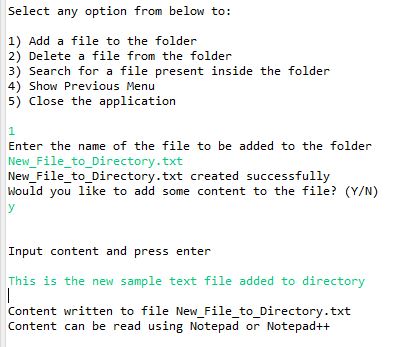 Select any option from below to:
1) Add a file to the folder
2) Delete a file from the folder
3) Search for a file present inside the folder
4) Show Previous Menu
5) Close the application
1
Enter the name of the file to be added to the folder
New_File_to_Directory.txt
New_File_to_Directory.txt created successfully
Would you like to add some content to the file? (Y/N)
y
Input content and press enter
This is the new sample text file added to directory
Content written to file New_File_to_Directory.txt
Content can be read using Notepad or Notepad++